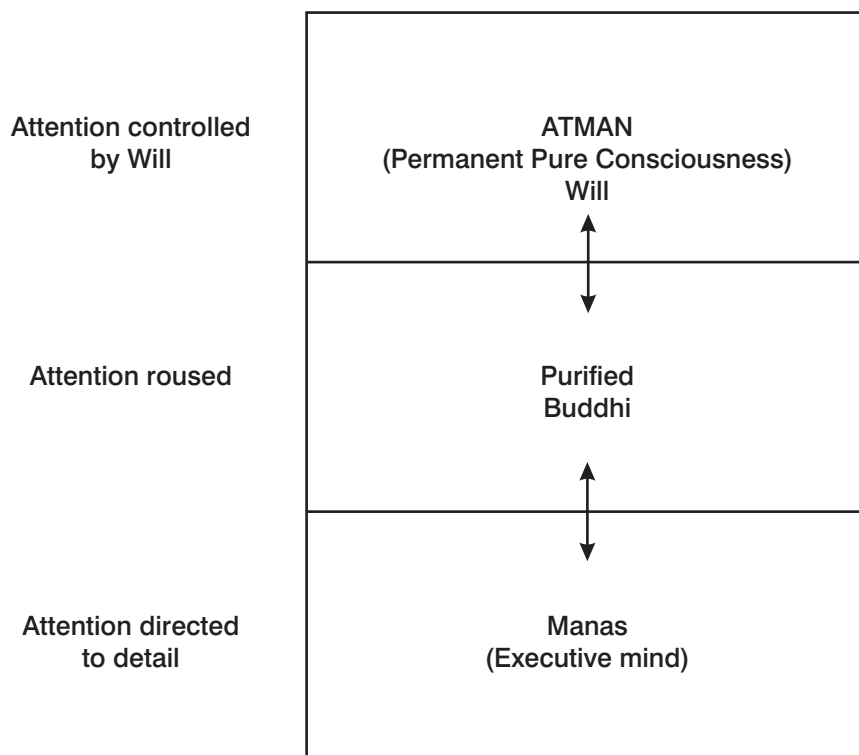 Attention controlled
by Will
ATMAN
(Permanent Pure Consciousness)
Will
Attention roused
Purified
Buddhi
Attention directed
to detail
Manas
(Executive mind)